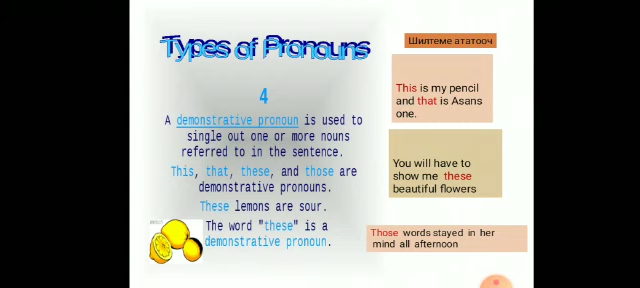 Types of Pronouns
4
A demonstrative pronoun is used to
single out one or more nouns
referred to in the sentence.
This, that, these, and those are
demonstrative pronouns.
These lemons are sour.
The word "these" is a
demonstrative pronoun.
Шилтеме ататооч
This is my pencil
and that is Asans
one.
You will have to
show me these
beautiful flowers
Those words stayed in her
mind all afternoon